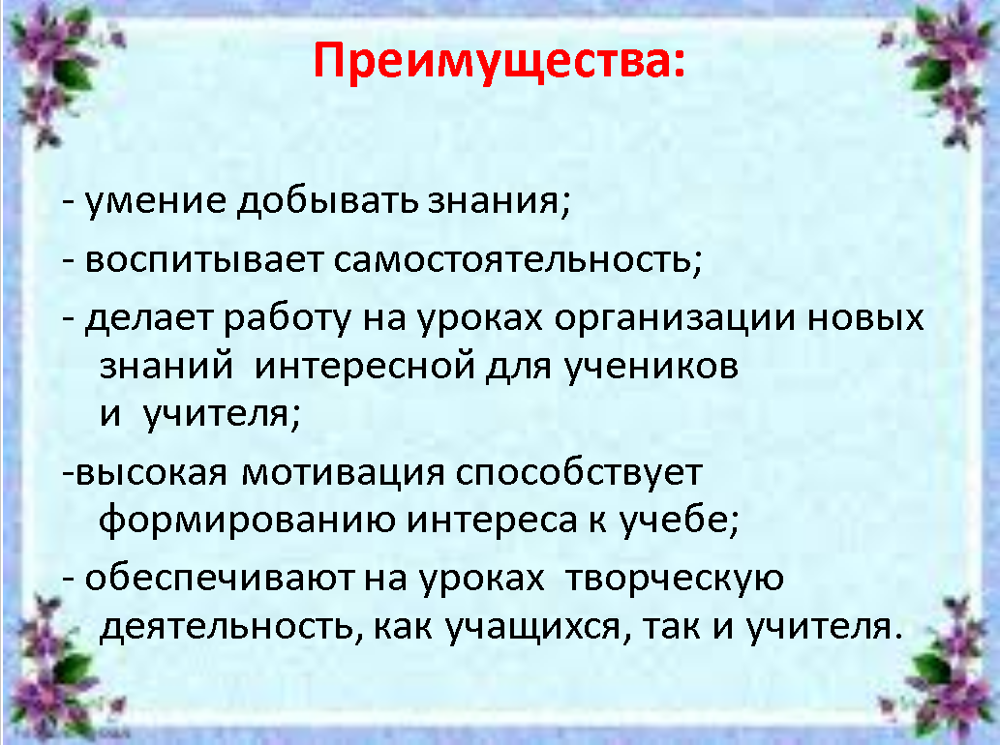 Преимущества:
- умение добывать знания;
- воспитывает самостоятельность;
- делает работу на уроках организации новых
знаний  интересной для учеников
и  учителя;
-высокая мотивация способствует
формированию интереса к учебе;
- обеспечивают на уроках  творческую
деятельность, как учащихся, так и учителя.